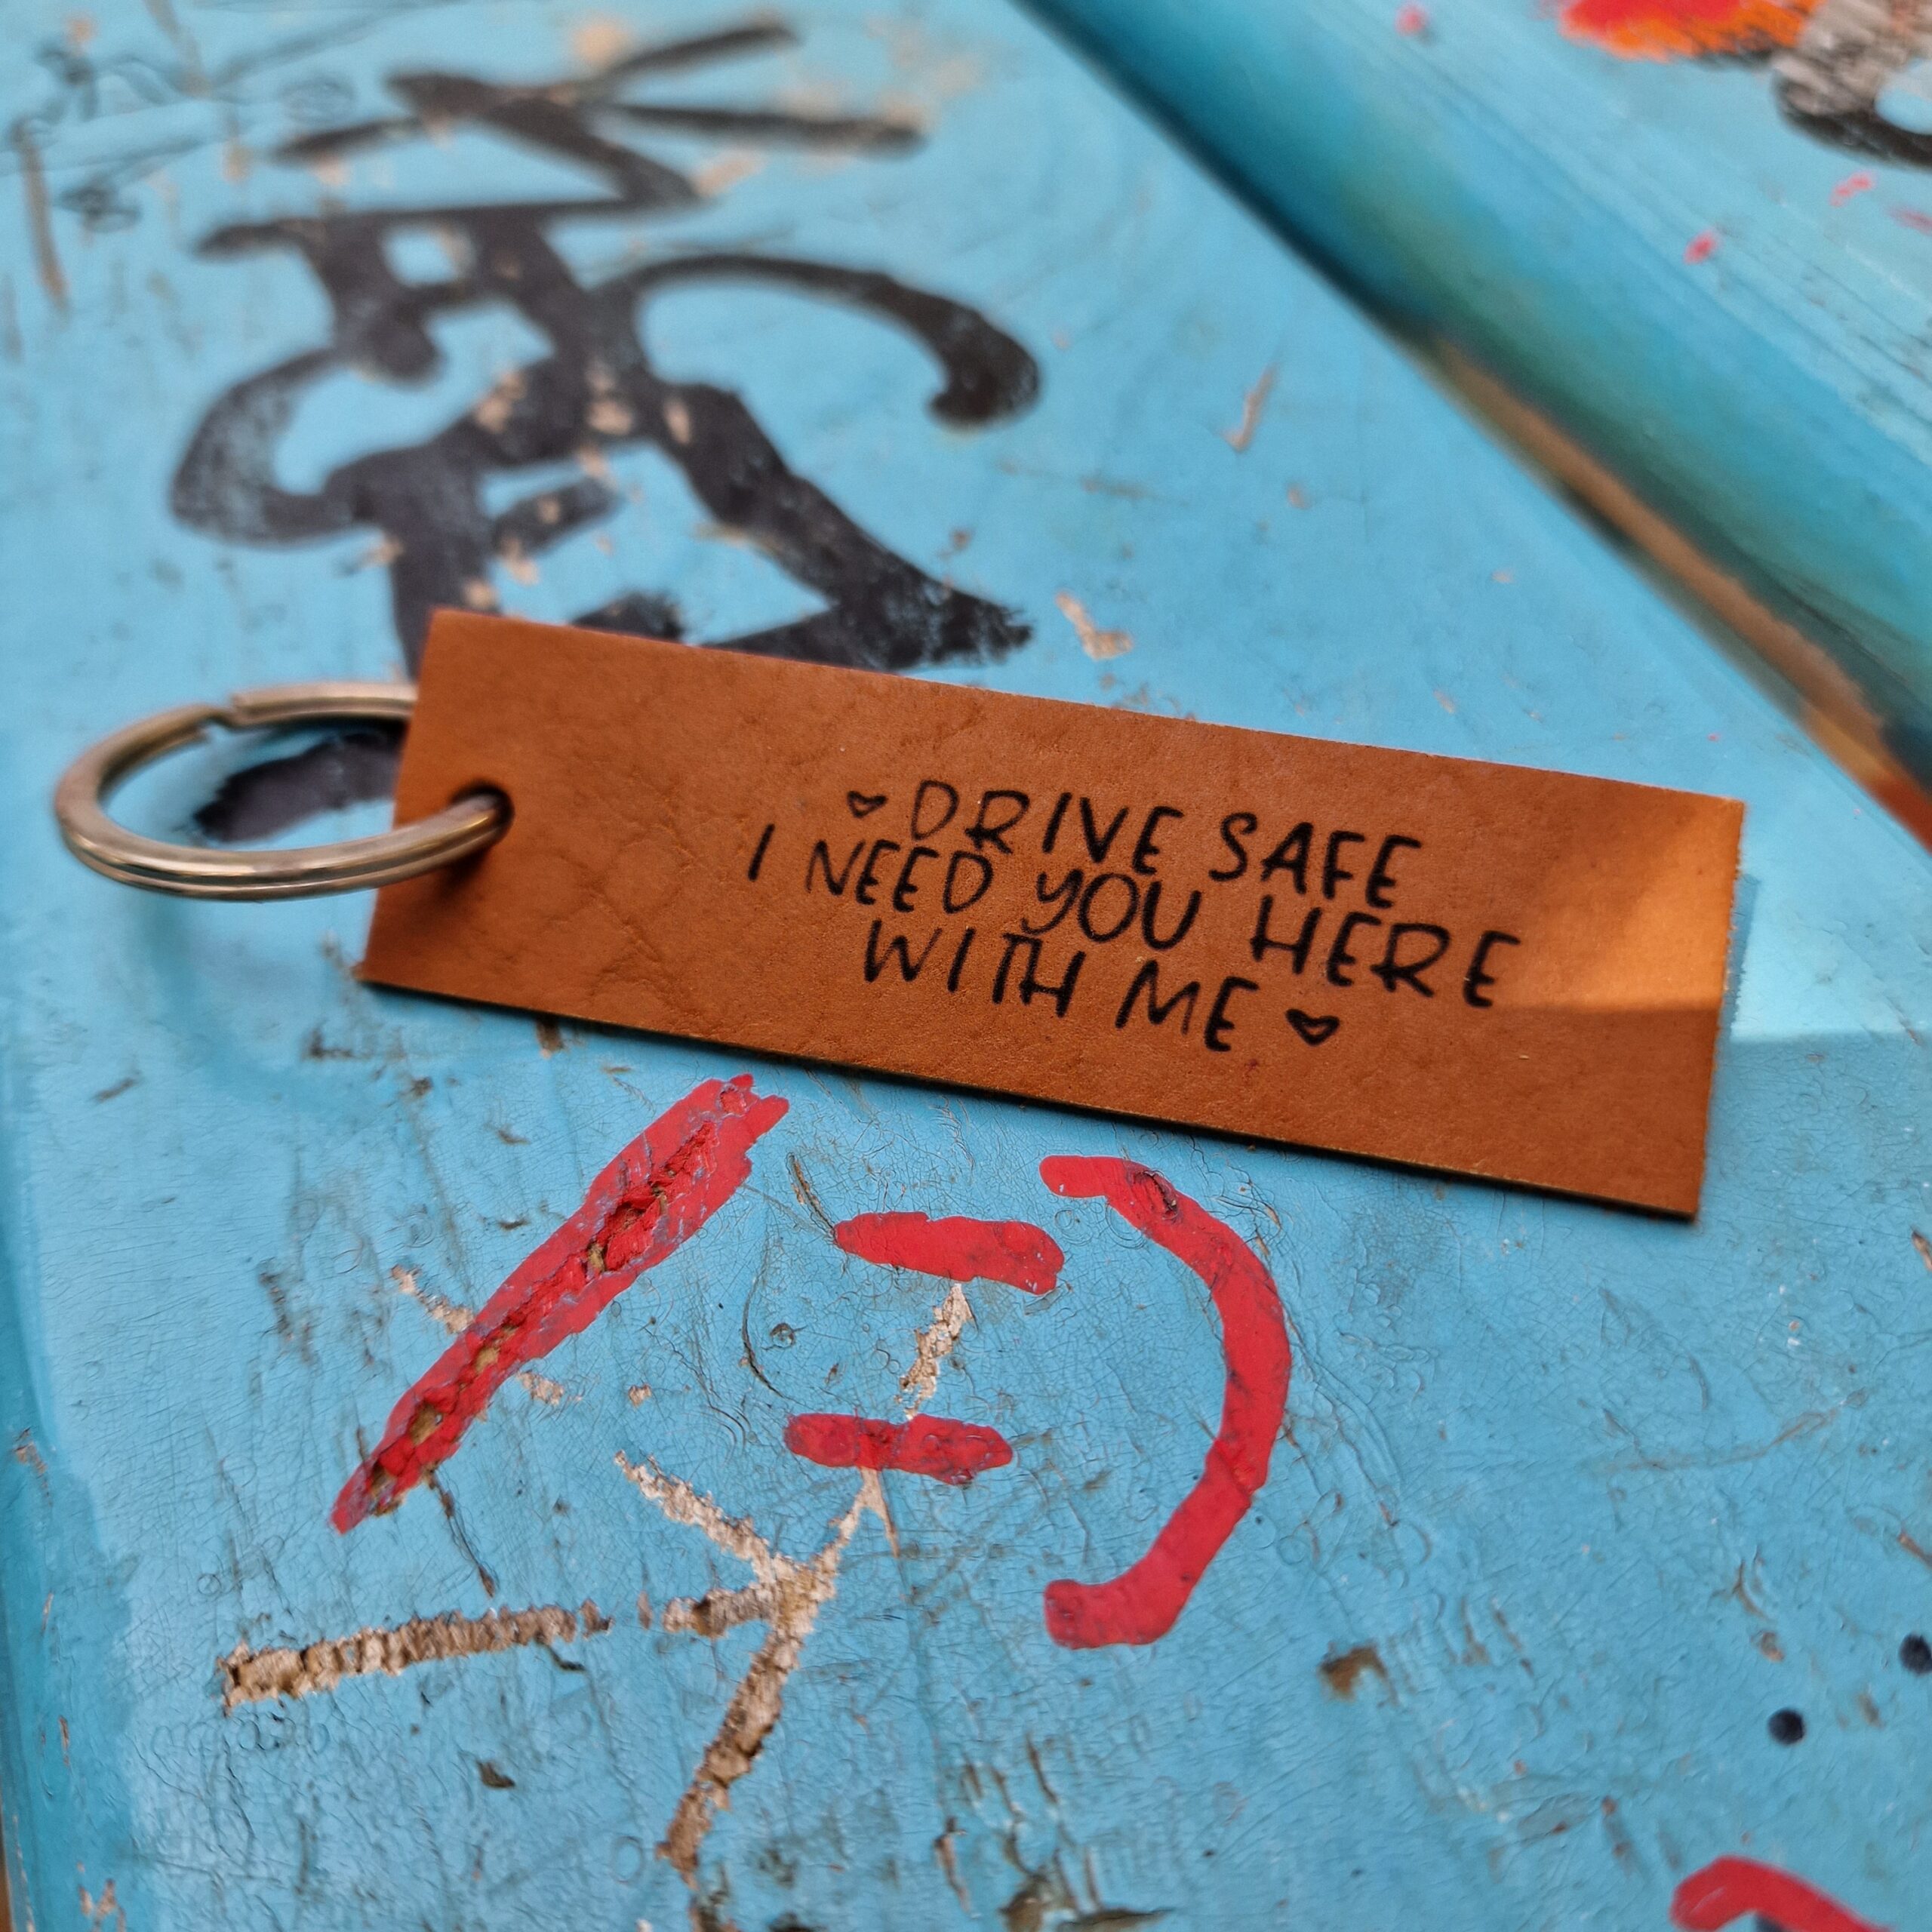 ♡ DRIVE SAFE
I NEED YOU HERE
WITH ME ♡